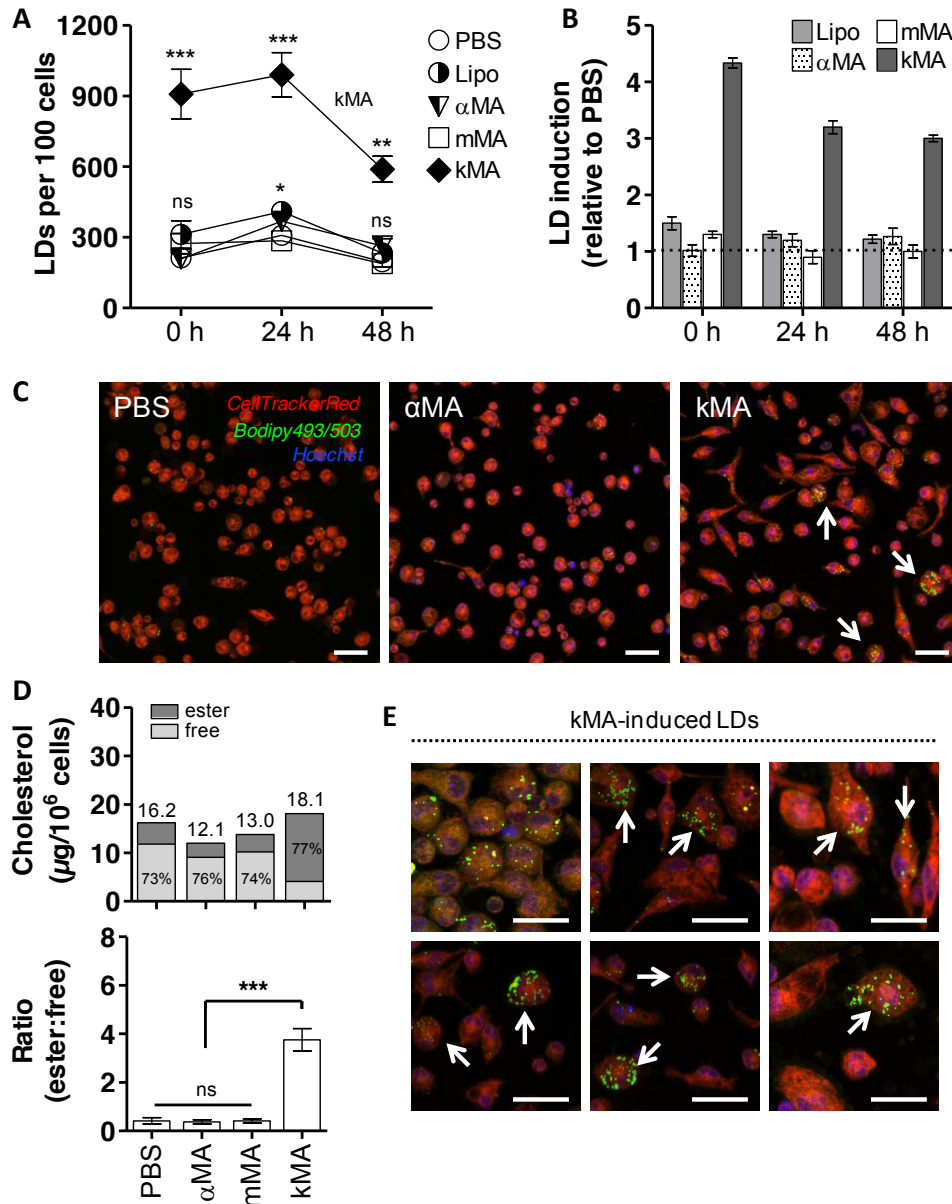 A
LDs per 100 cells
1200
900
600
300
0
***
***
**
kMA
ns
*
ns
0 h
24 h
48 h
PBS
Lipo
αMA
mMA
kMA
B
LD induction
(relative to PBS)
5
4
3
2
1
0
Lipo
mMA
αMA
kMA
0 h
24 h
48 h
C
PBS
CellTrackerRed
Bodipy493/503
Hoechst
αMA
kMA
D
Cholesterol
(µg/10⁶ cells)
40
30
20
10
0
ester
free
16.2
12.1
13.0
18.1
73%
76%
74%
77%
Ratio
(ester:free)
8
6
4
2
0
***
ns
PBS
αMA
mMA
kMA
E
kMA-induced LDs